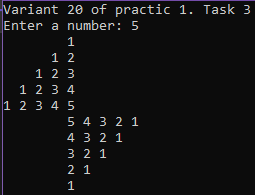 Variant 20 of practic 1. Task 3
Enter a number: 5
        1
      1 2
    1 2 3
  1 2 3 4
1 2 3 4 5
        5 4 3 2 1
        4 3 2 1
        3 2 1
        2 1
        1